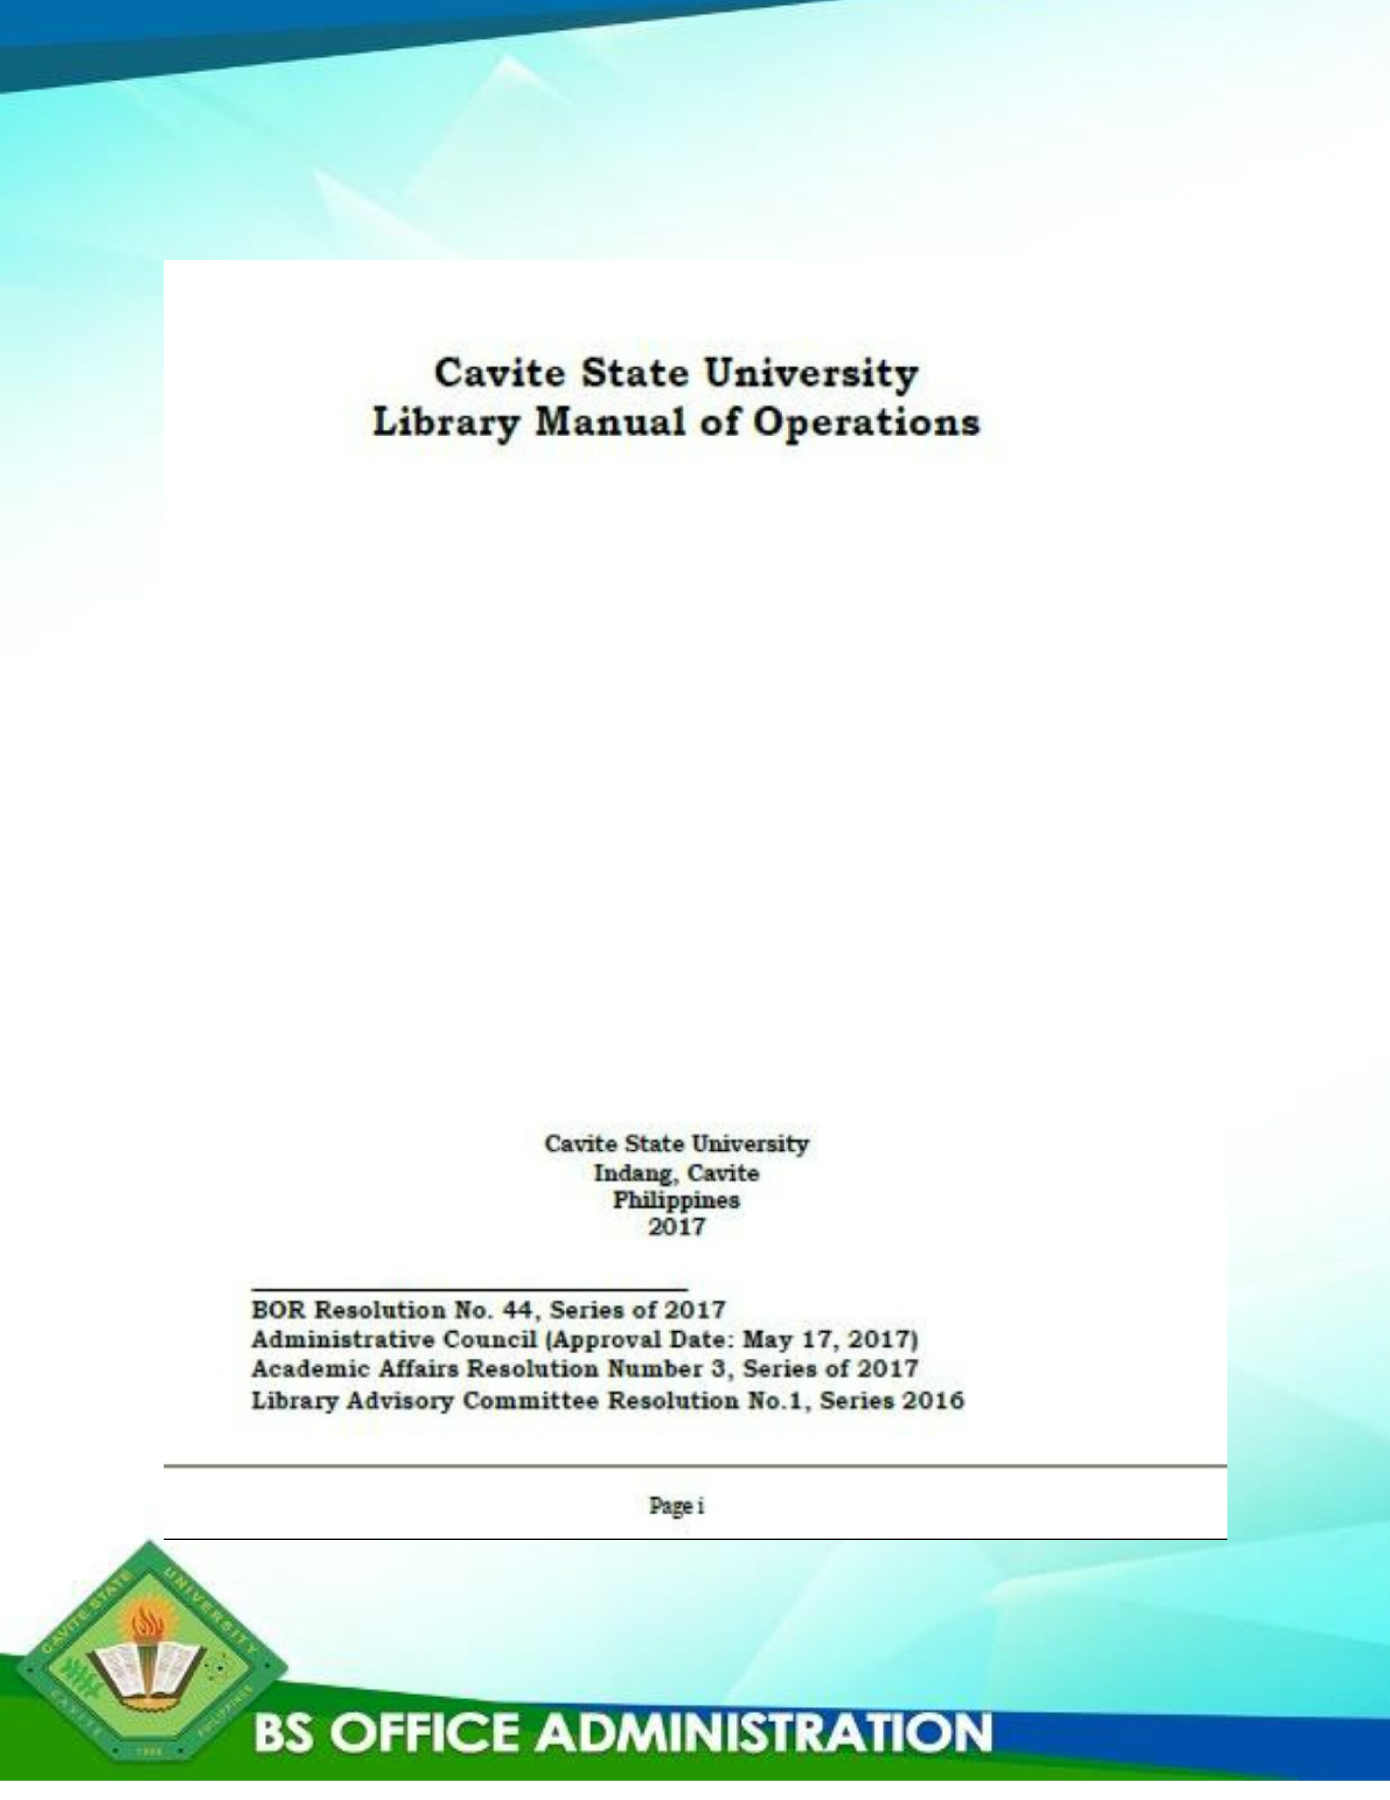 Cavite State University
Library Manual of Operations
Cavite State University
Indang, Cavite
Philippines
2017
BOR Resolution No. 44, Series of 2017
Administrative Council (Approval Date: May 17, 2017)
Academic Affairs Resolution Number 3, Series of 2017
Library Advisory Committee Resolution No.1, Series 2016
Page i
CAVITE STATE UNIVERSITY
CAVITE
PHILIPPINES
BS OFFICE ADMINISTRATION